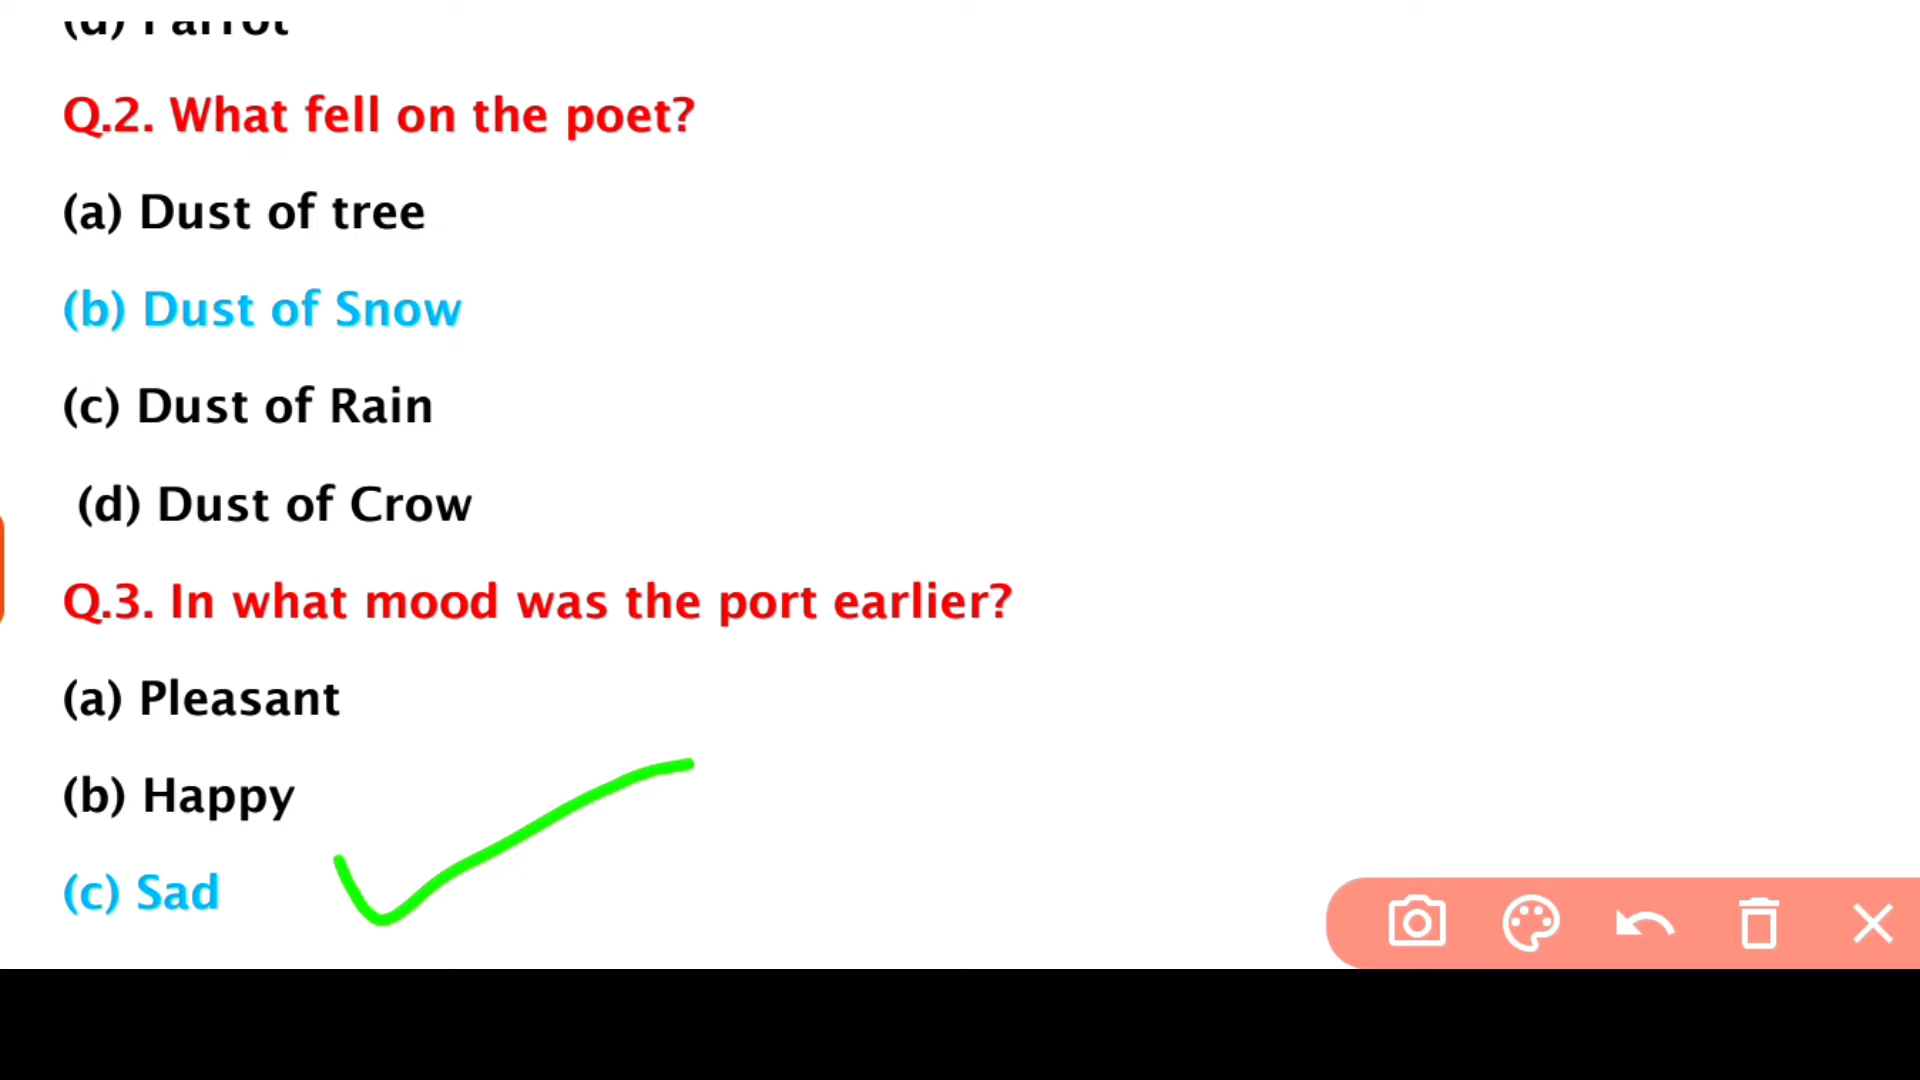 (d) Parrot
Q.2. What fell on the poet?
(a) Dust of tree
(b) Dust of Snow
(c) Dust of Rain
(d) Dust of Crow
Q.3. In what mood was the port earlier?
(a) Pleasant
(b) Happy
(c) Sad